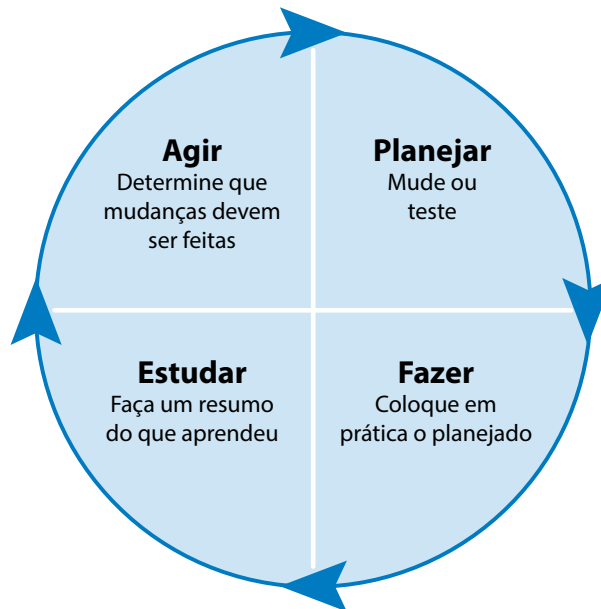 Agir
Determine que
mudanças devem
ser feitas
Planejar
Mude ou
teste
Estudar
Faça um resumo
do que aprendeu
Fazer
Coloque em
prática o planejado